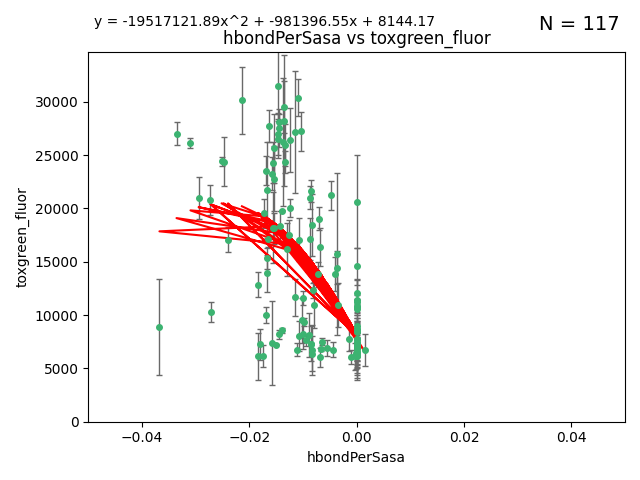 y = -19517121.89x^2 + -981396.55x + 8144.17
N = 117
hbondPerSasa vs toxgreen_fluor
30000
25000
20000
15000
10000
5000
0
toxgreen_fluor
−0.04
−0.02
0.00
0.02
0.04
hbondPerSasa